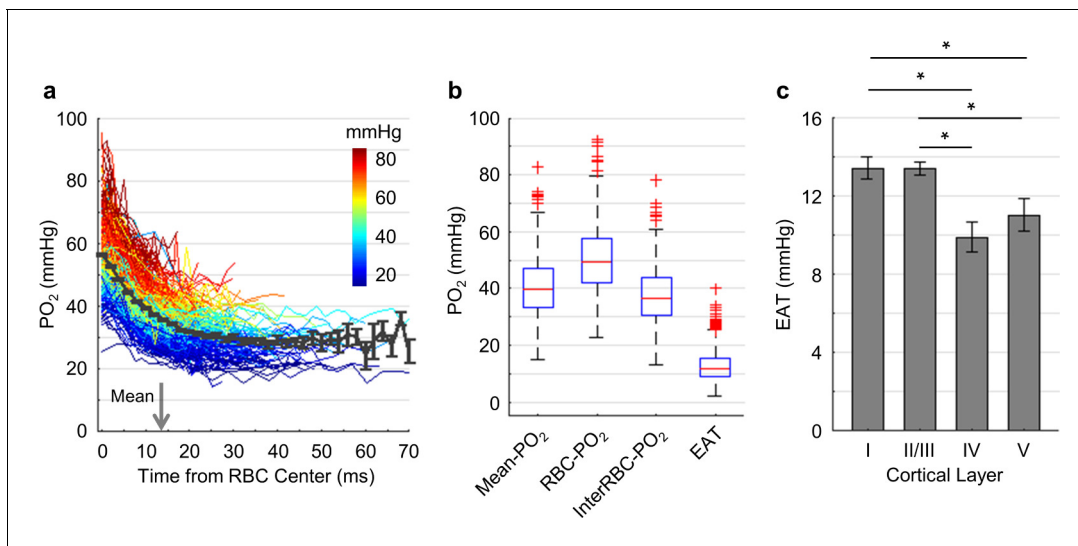 a
PO2 (mmHg)
100
80
60
40
20
0
mmHg
80
60
40
20
Mean
0 10 20 30 40 50 60 70
Time from RBC Center (ms)
b
PO2 (mmHg)
100
80
60
50
40
20
0
Mean-PO2
RBC-PO2
InterRBC-PO2
EAT
c
EAT (mmHg)
16
12
8
4
0
*
*
*
*
I II/III IV V
Cortical Layer